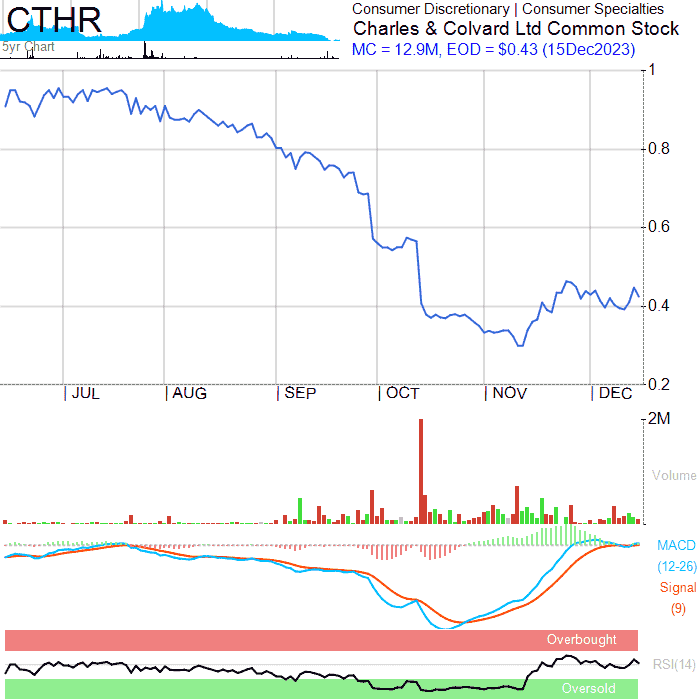 CTHR
5yr Chart
Consumer Discretionary | Consumer Specialties
Charles & Colvard Ltd Common Stock
MC = 12.9M, EOD = $0.43 (15Dec2023)
1
0.8
0.6
0.4
0.2
| JUL | AUG | SEP | OCT | NOV | DEC
2M
Volume
MACD
(12-26)
Signal
(9)
Overbought
RSI(14)
Oversold